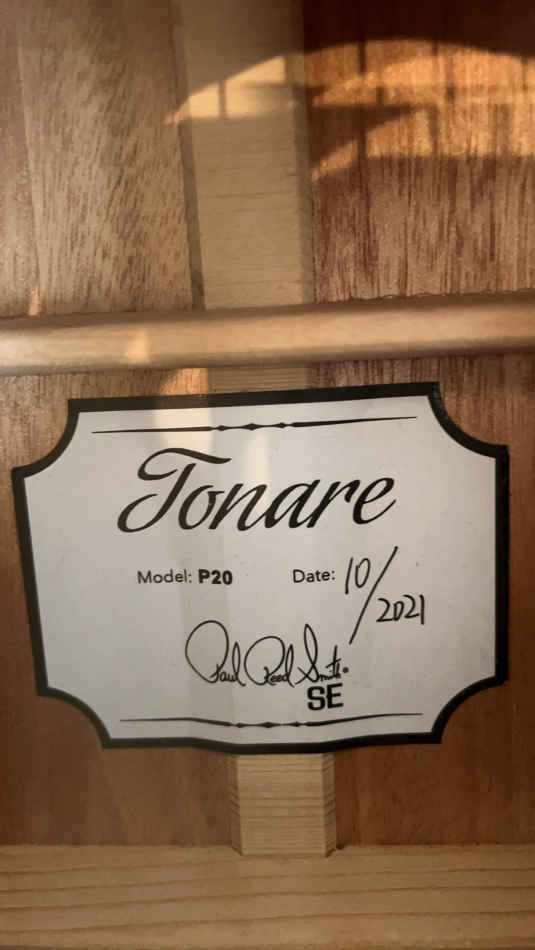 Tonare
Model: P20 Date: 10/2021
Paul Reed Smith.
SE